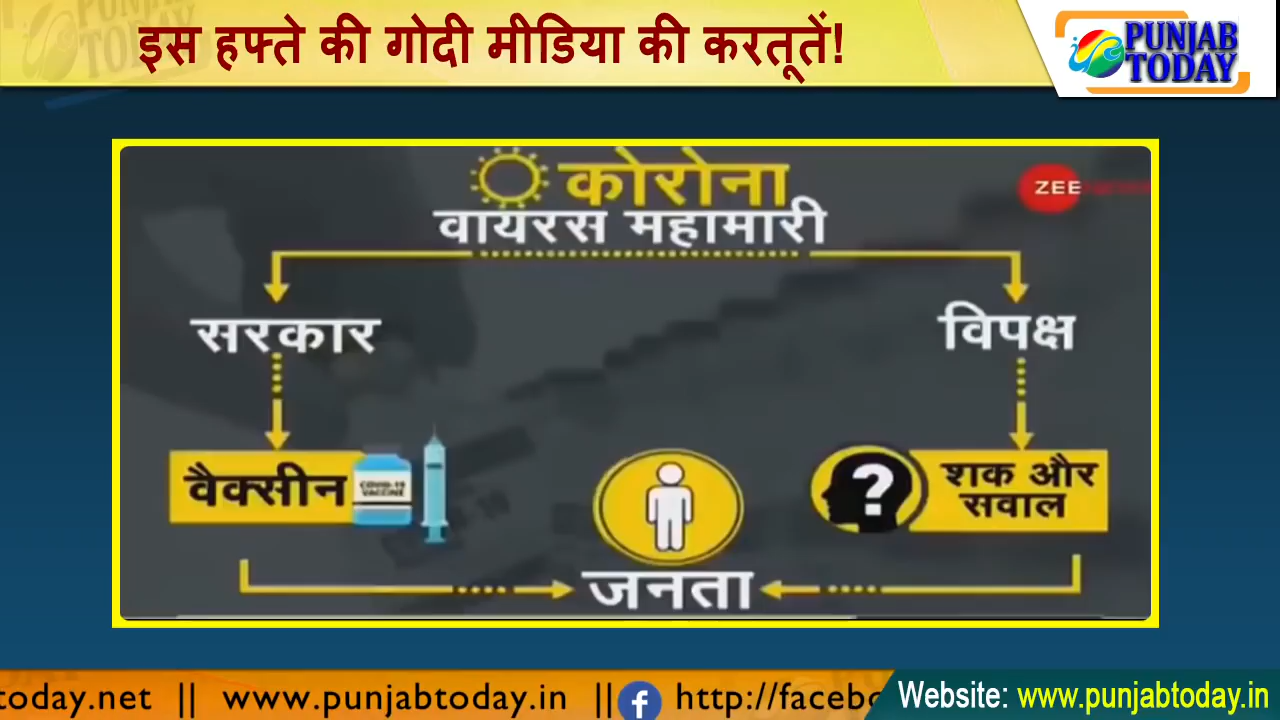 इस हफ्ते की गोदी मीडिया की करतूतें!
PUNJAB
TODAY
कोरोना
वायरस महामारी
ZEE
सरकार
विपक्ष
वैक्सीन
COVID-19
VACCINE
शक और
सवाल
जनता
today.net || www.punjabtoday.in || http://facebo
Website: www.punjabtoday.in